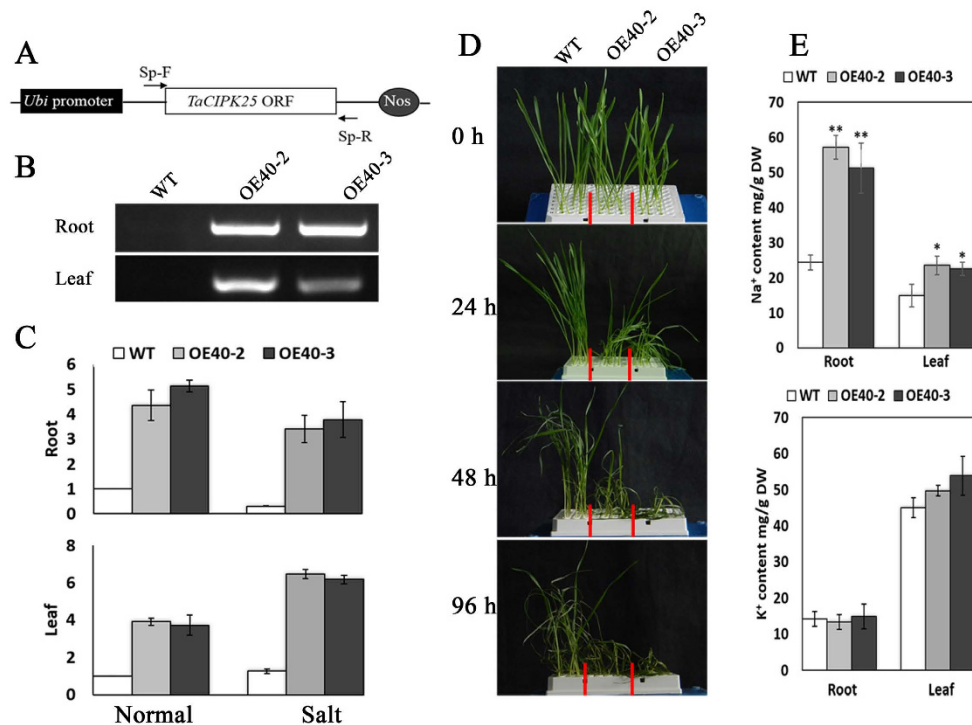 A
Sp-F
Ubi promoter
TaCIPK25 ORF
Nos
Sp-R
B
WT
OE40-2
OE40-3
Root
Leaf
C
WT OE40-2 OE40-3
Root
6
5
4
3
2
1
0
Leaf
8
6
4
2
0
Normal Salt
D
WT
OE40-2
OE40-3
0 h
24 h
48 h
96 h
E
WT OE40-2 OE40-3
Na⁺ content mg/g DW
70
60
50
40
30
20
10
0
** **
* *
Root Leaf
WT OE40-2 OE40-3
K⁺ content mg/g DW
70
60
50
40
30
20
10
0
Root Leaf